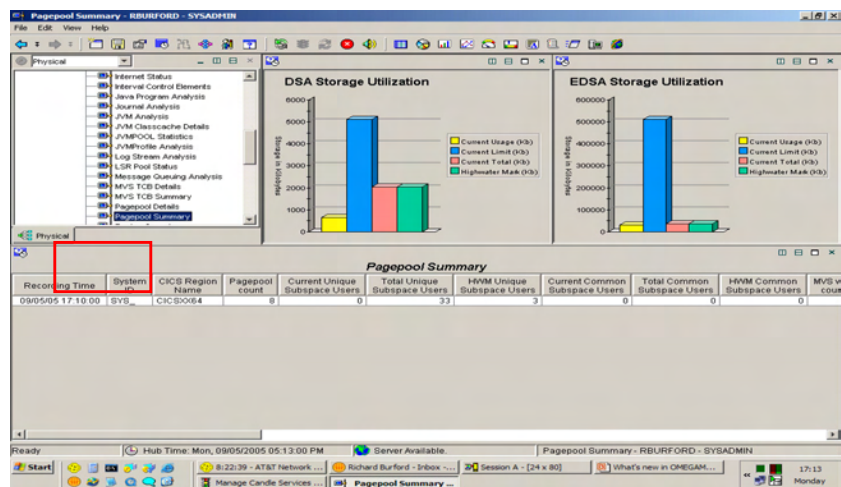 Pagepool Summary - RBURFORD - SYSADMIN
File Edit View Help
Physical
Internet Status
Interval Control Elements
Java Program Analysis
Journal Analysis
JVM Analysis
JVM Classcache Details
JVMPOOL Statistics
JVMProfile Analysis
Log Stream Analysis
LSR Pool Status
Message Queuing Analysis
MVS TCB Details
MVS TCB Summary
Pagepool Details
Pagepool Summary
Physical
DSA Storage Utilization
Storage in Kilobytes
6000
5000
4000
3000
2000
1000
0
Current Usage (Kb)
Current Limit (Kb)
Current Total (Kb)
Highwater Mark (Kb)
EDSA Storage Utilization
Storage in Kilobytes
600000
500000
400000
300000
200000
100000
0
Current Usage (Kb)
Current Limit (Kb)
Current Total (Kb)
Highwater Mark (Kb)
Pagepool Summary
Recording Time System ID CICS Region Name Pagepool count Current Unique Subspace Users Total Unique Subspace Users HWM Unique Subspace Users Current Common Subspace Users Total Common Subspace Users HWM Common Subspace Users MVS
09/05/05 17:10:00 SYS_ CICSXX64 8 0 33 3 0 0 0
Ready Hub Time: Mon, 09/05/2005 05:13:00 PM Server Available. Pagepool Summary - RBURFORD - SYSADMIN
Start 8:22:39 - AT&T Network ... Richard Burford - Inbox -... Session A - [24 x 80] What's new in OMEGAM... 17:13
Manage Candle Services ... Pagepool Summary ... Monday